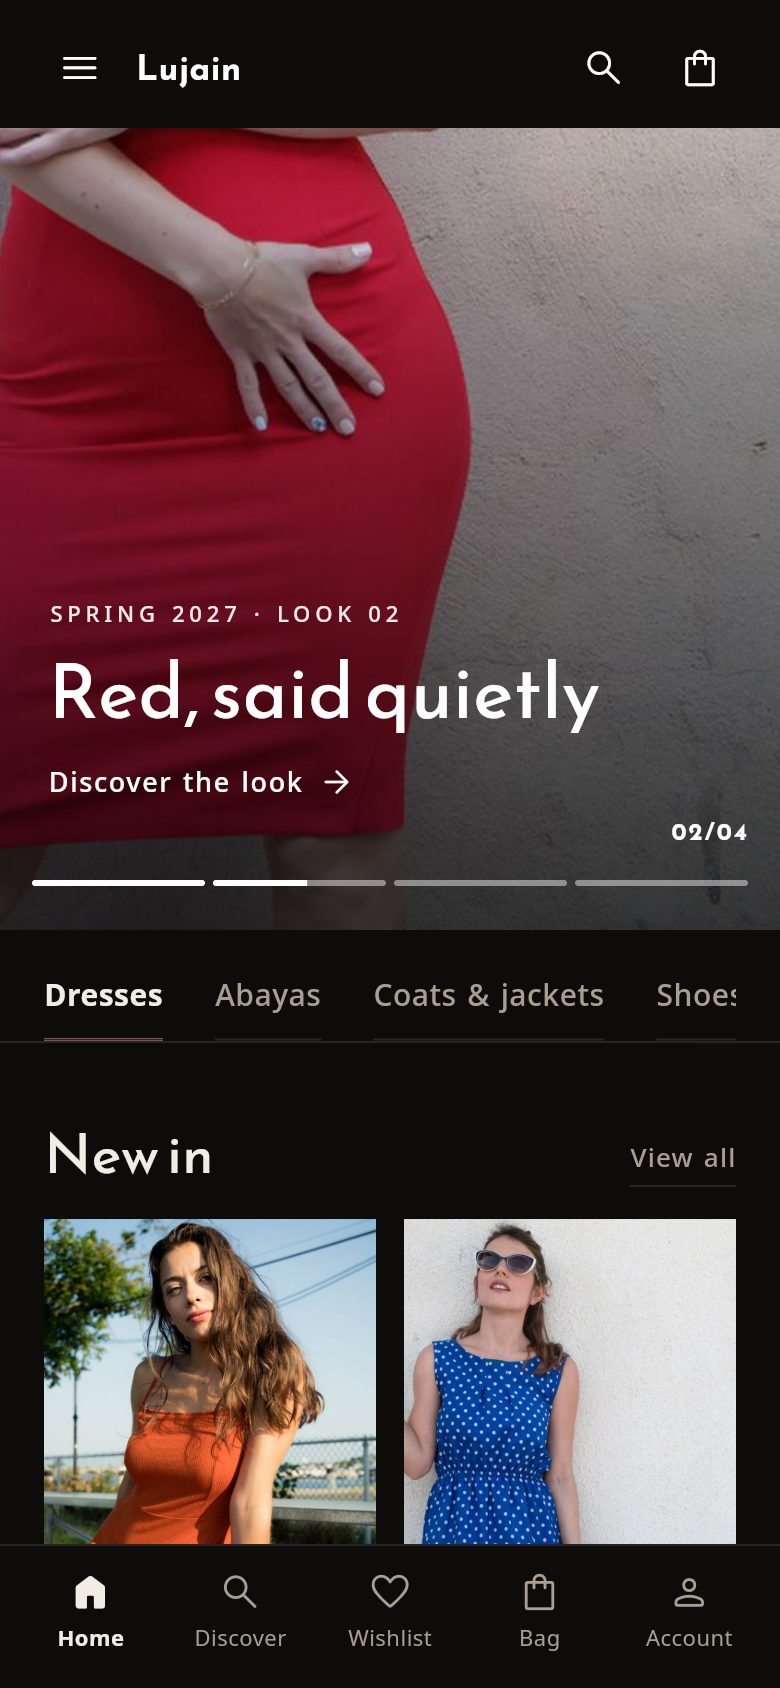 Lujain
SPRING 2027 · LOOK 02
Red, said quietly
Discover the look
02/04
Dresses Abayas Coats & jackets Shoes
New in
View all
Home Discover Wishlist Bag Account